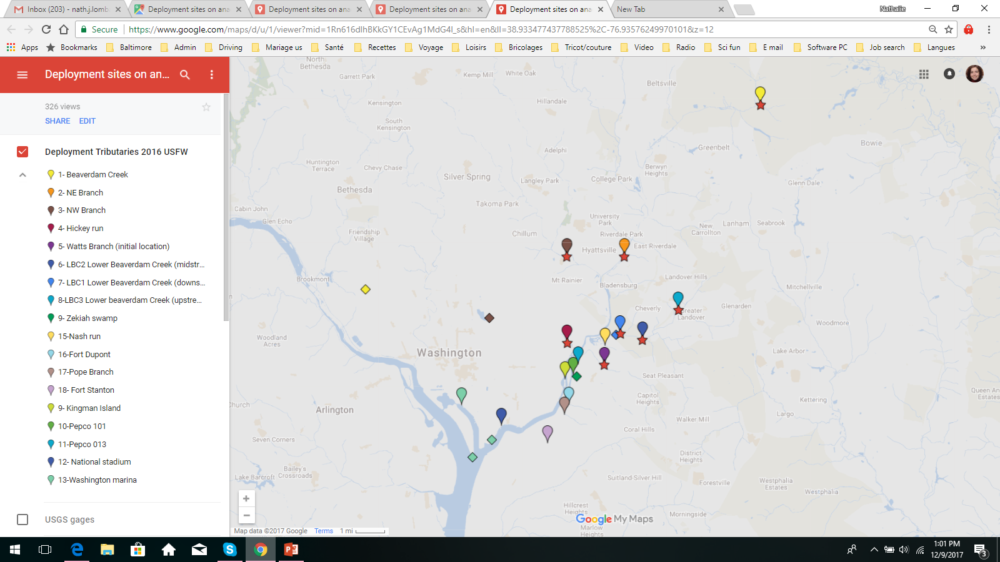 Inbox (203) - nath.j.lomb
Deployment sites on ana
Deployment sites on ana
Deployment sites on ana
Deployment sites on ana
New Tab
Nathalie
Secure
https://www.google.com/maps/d/u/1/viewer?mid=1Rn616dIhBKkGY1CEvAg1MdG4I_s&hl=en&ll=38.933477437788525%2C-76.93576249970101&z=12
Apps
Bookmarks
Baltimore
Admin
Driving
Mariage us
Santé
Recettes
Voyage
Loisirs
Bricolages
Tricot/couture
Video
Radio
Sci fun
E mail
Software PC
Job search
Langues
»
Deployment sites on an...
326 views
SHARE
EDIT
Deployment Tributaries 2016 USFW
1- Beaverdam Creek
2- NE Branch
3- NW Branch
4- Hickey run
5- Watts Branch (initial location)
6- LBC2 Lower Beaverdam Creek (midstr...
7- LBC1 Lower Beaverdam Creek (downs...
8-LBC3 Lower beaverdam Creek (upstre...
9- Zekiah swamp
15-Nash run
16-Fort Dupont
17-Pope Branch
18- Fort Stanton
9- Kingman Island
10-Pepco 101
11-Pepco 013
12- National stadium
13-Washington marina
USGS gages
North
Bethesda
Garrett Park
Kemp Mill
White Oak
Beltsville
Kensington
Hillandale
South
Kensington
Bowie
Adelphi
Greenbelt
Huntington
Terrace
Chevy Chase
Berwyn
Heights
Silver Spring
Langley Park
College Park
Glenn Dale
Bethesda
Takoma Park
Cabin John
Glen Echo
University
Park
New
Carrollton
Lanham
Seabrook
Friendship
Village
Chillum
Riverdale Park
East Riverdale
Hyattsville
Brookmont
Mt Rainier
Bladensburg
Landover Hills
Mitchellville
Cheverly
Greater
Landover
Glenarden
Woodmore
Woodland
Acres
Washington
Lake Arbor
Seat Pleasant
Queen An
Estates
Capitol
Heights
Kettering
Church
Arlington
Largo
Walker Mill
Coral Hills
Seven Corners
District
Heights
Bailey's
Crossroads
Lake Barcroft
Suitland-Silver Hill
Forestville
Westphalia
Estates
Westphalia
Hillcrest
Heights
Morningside
Marlow
Heights
Google My Maps
Map data ©2017 Google
Terms
1 mi
1:01 PM
12/9/2017
3